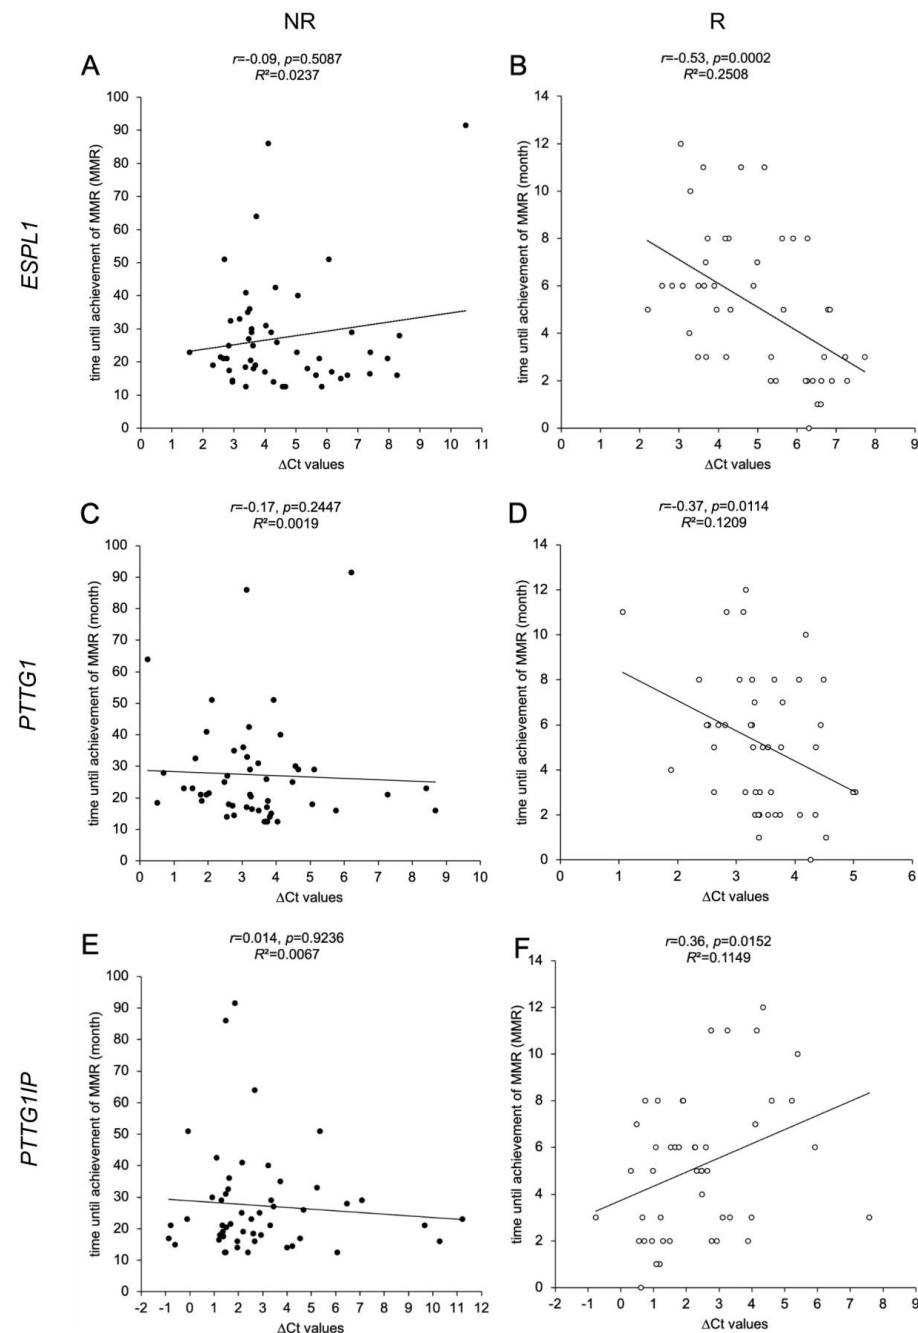 NR
R
ESPL1
A
r=-0.09, p=0.5087
R²=0.0237
time until achievement of MMR (MMR)
100
90
80
70
60
50
40
30
20
10
0
0 1 2 3 4 5 6 7 8 9 10 11
ΔCt values
B
r=-0.53, p=0.0002
R²=0.2508
time until achievement of MMR (month)
14
12
10
8
6
4
2
0
0 1 2 3 4 5 6 7 8 9
ΔCt values
PTTG1
C
r=-0.17, p=0.2447
R²=0.0019
time until achievement of MMR (month)
100
90
80
70
60
50
40
30
20
10
0
0 1 2 3 4 5 6 7 8 9 10
ΔCt values
D
r=-0.37, p=0.0114
R²=0.1209
time until achievement of MMR (month)
14
12
10
8
6
4
2
0
0 1 2 3 4 5 6
ΔCt values
PTTG1IP
E
r=0.014, p=0.9236
R²=0.0067
time until achievement of MMR (month)
100
90
80
70
60
50
40
30
20
10
0
-2 -1 0 1 2 3 4 5 6 7 8 9 10 11 12
ΔCt values
F
r=0.36, p=0.0152
R²=0.1149
time until achievement of MMR (MMR)
14
12
10
8
6
4
2
0
-2 -1 0 1 2 3 4 5 6 7 8 9
ΔCt values